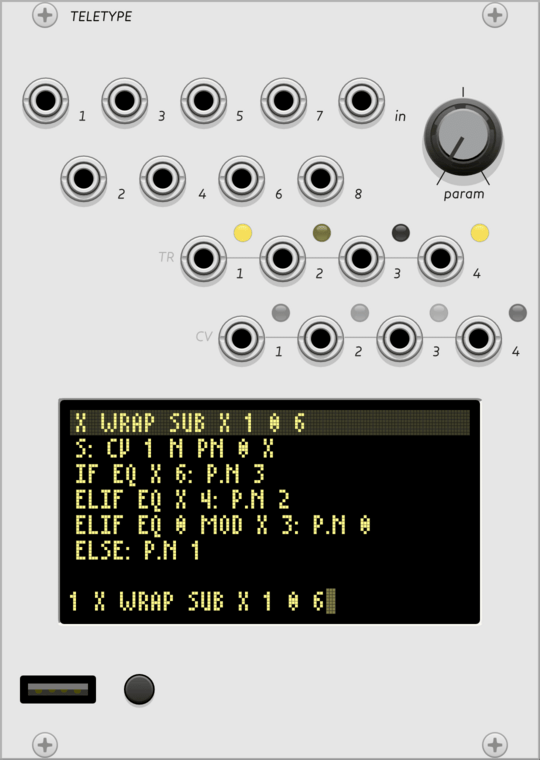 TELETYPE
1 3 5 7 in
2 4 6 8 param
TR 1 2 3 4
CV 1 2 3 4
X WRAP SUB X 1 0 6
S: CV 1 N PN 0 X
IF EQ X 6: P.N 3
ELIF EQ X 4: P.N 2
ELIF EQ 0 MOD X 3: P.N 0
ELSE: P.N 1
1 X WRAP SUB X 1 0 6